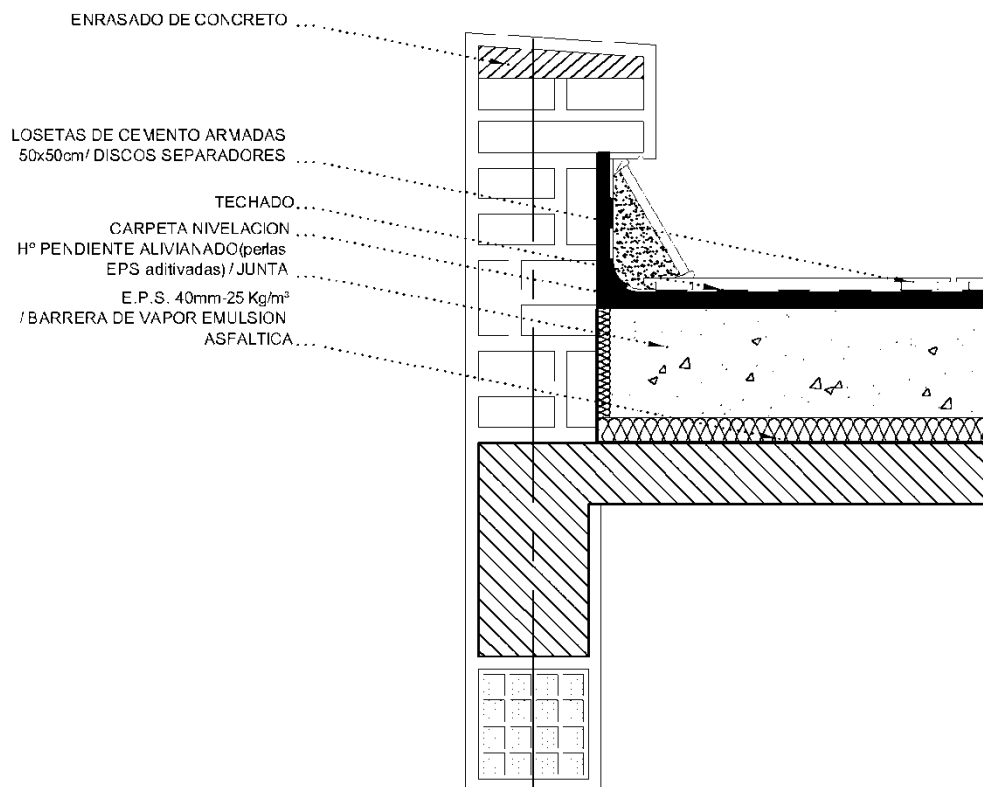 ENRASADO DE CONCRETO
LOSETAS DE CEMENTO ARMADAS
50x50cm/ DISCOS SEPARADORES
TECHADO
CARPETA NIVELACION
Hº PENDIENTE ALIVIANADO(perlas
EPS aditivadas) / JUNTA
E.P.S. 40mm-25 Kg/m³
/ BARRERA DE VAPOR EMULSION
ASFALTICA